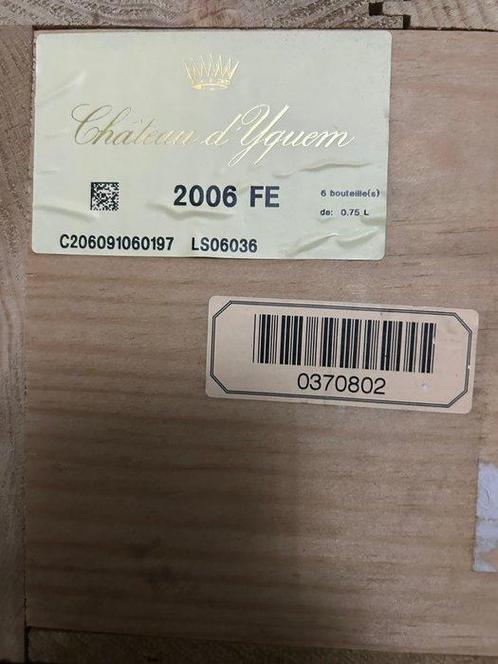 Château d'Yquem
2006 FE
6 bouteille(s)
de: 0.75 L
C206091060197 LS06036
0370802